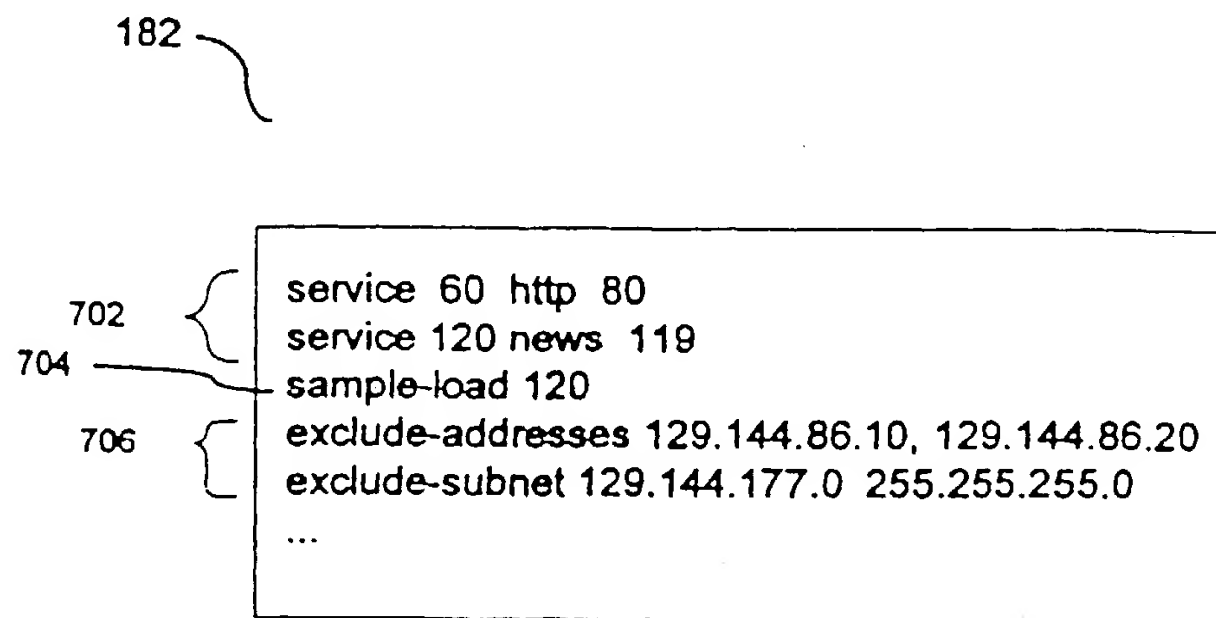 182
702
service 60 http 80
service 120 news 119
704
sample-load 120
706
exclude-addresses 129.144.86.10, 129.144.86.20
exclude-subnet 129.144.177.0 255.255.255.0
...